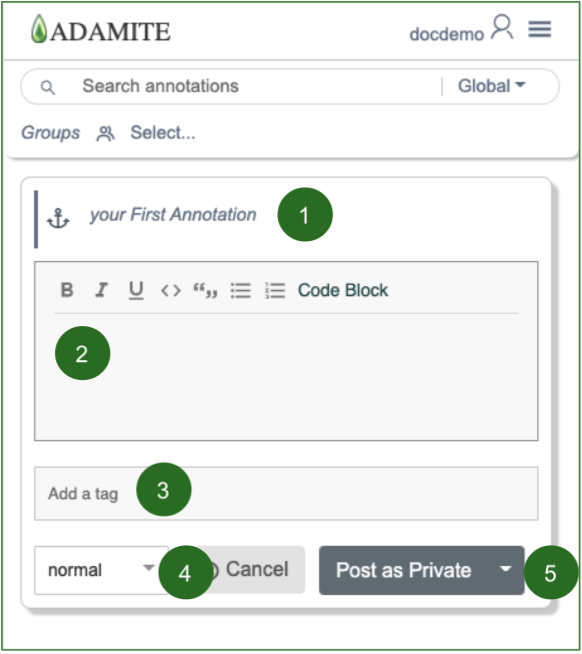 ADAMITE
docdemo
Search annotations Global
Groups Select...
your First Annotation 1
B I U <> “„ Code Block
2
Add a tag 3
normal 4 Cancel Post as Private 5